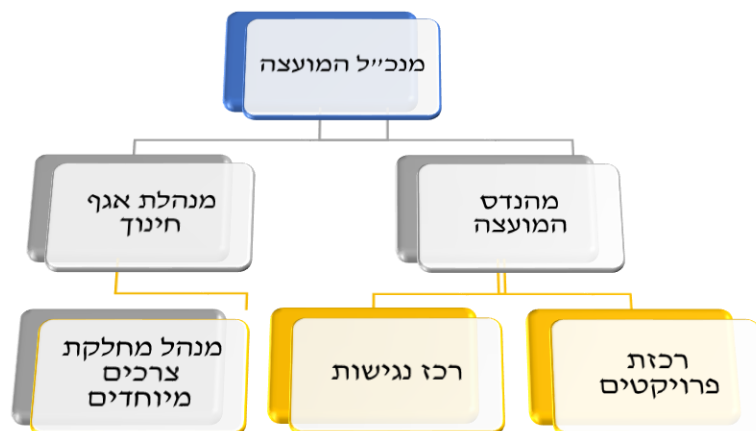 מנכ״ל המועצה
מהנדס
המועצה
מנהלת אגף
חינוך
רכזת
פרויקטים
רכז נגישות
מנהל מחלקת
צרכים
מיוחדים